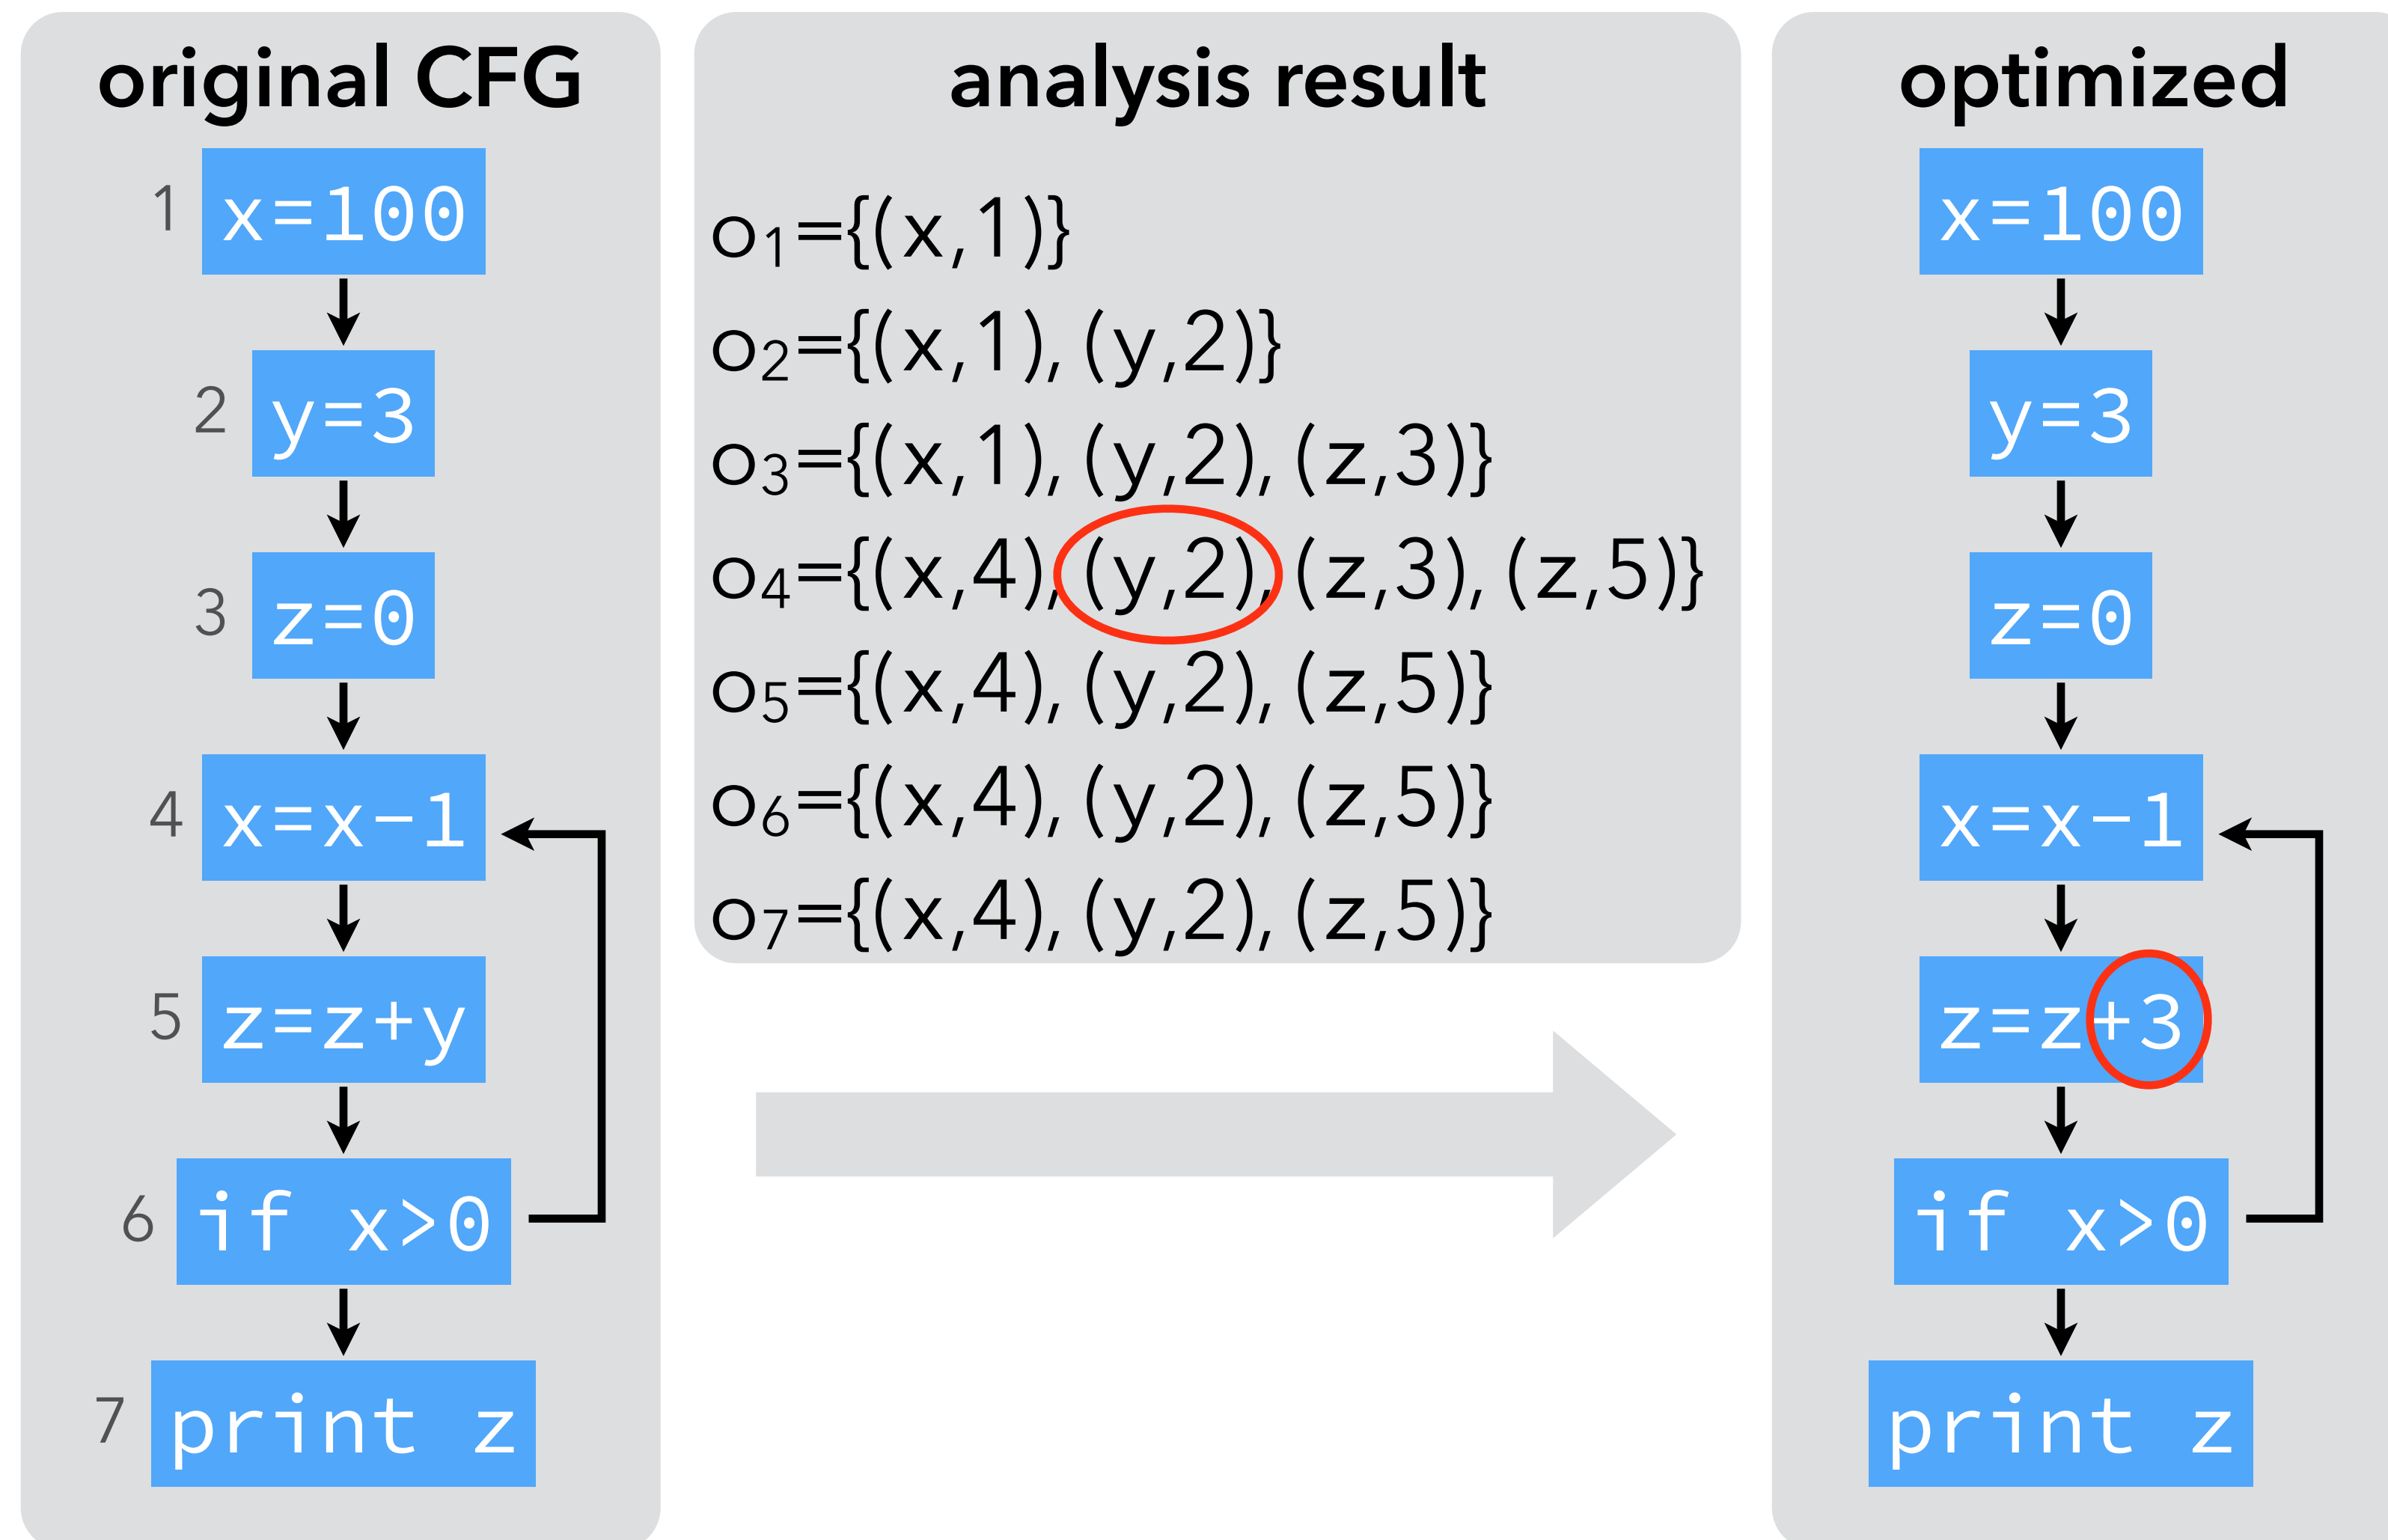 original CFG
1 x=100
2 y=3
3 z=0
4 x=x-1
5 z=z+y
6 if x>0
7 print z
analysis result
o1={(x,1)}
o2={(x,1), (y,2)}
o3={(x,1), (y,2), (z,3)}
o4={(x,4), (y,2), (z,3), (z,5)}
o5={(x,4), (y,2), (z,5)}
o6={(x,4), (y,2), (z,5)}
o7={(x,4), (y,2), (z,5)}
optimized
x=100
y=3
z=0
x=x-1
z=z+3
if x>0
print z